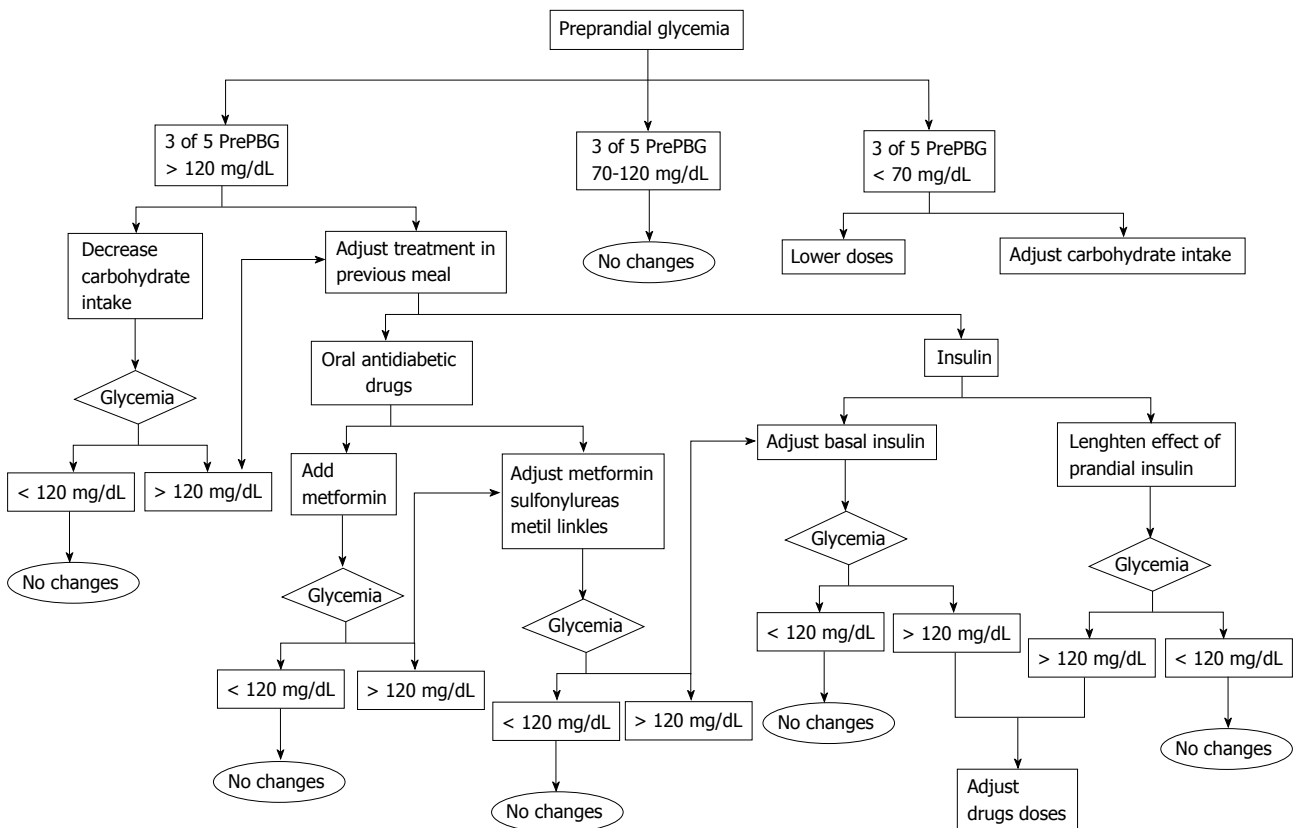 Preprandial glycemia
3 of 5 PrePBG
> 120 mg/dL
3 of 5 PrePBG
70-120 mg/dL
3 of 5 PrePBG
< 70 mg/dL
Decrease
carbohydrate
intake
Adjust treatment in
previous meal
No changes
Lower doses
Adjust carbohydrate intake
Oral antidiabetic
drugs
Insulin
Glycemia
Add
metformin
Adjust metformin
sulfonylureas
metil linkles
Adjust basal insulin
Lenghten effect of
prandial insulin
< 120 mg/dL
> 120 mg/dL
No changes
Glycemia
Glycemia
Glycemia
Glycemia
< 120 mg/dL
> 120 mg/dL
< 120 mg/dL
> 120 mg/dL
< 120 mg/dL
> 120 mg/dL
> 120 mg/dL
< 120 mg/dL
No changes
No changes
No changes
No changes
Adjust
drugs doses